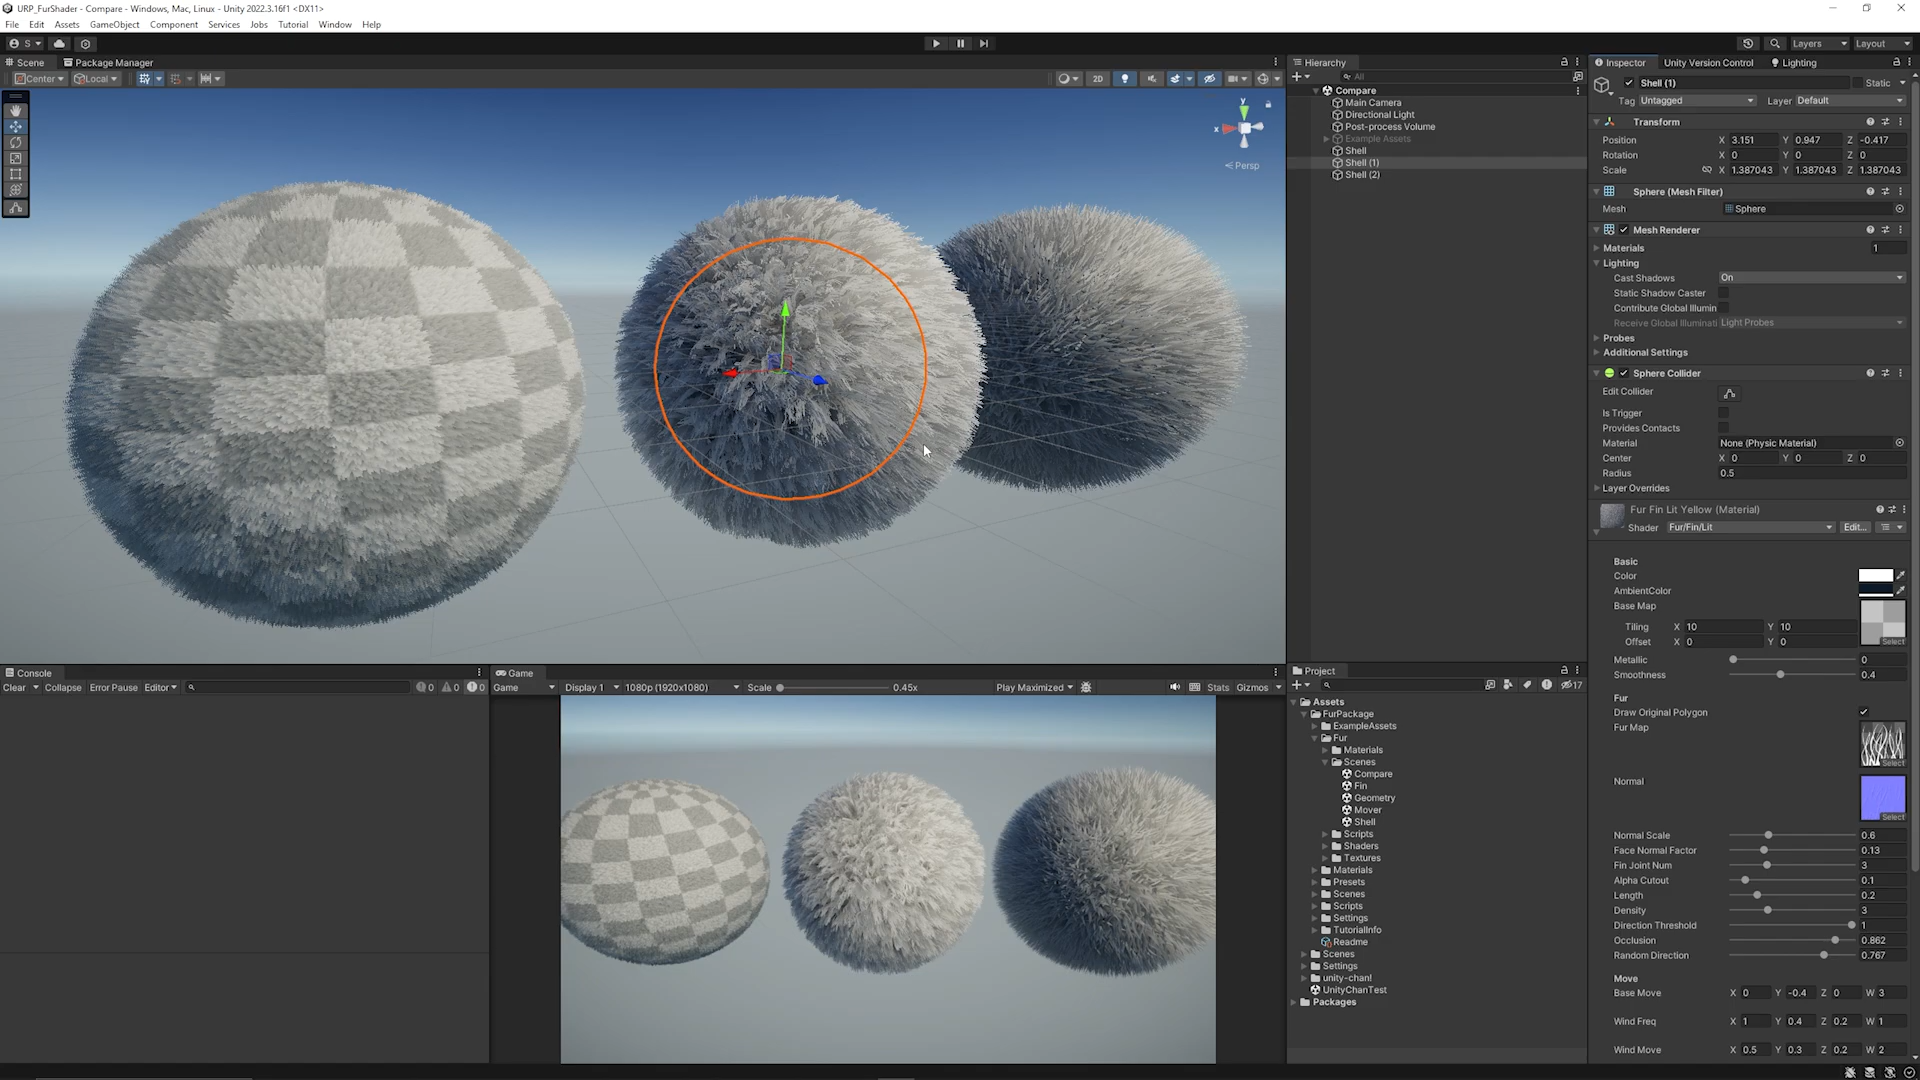 URP_FurShader - Compare - Windows, Mac, Linux - Unity 2022.3.16f1 <DX11>
File Edit Assets GameObject Component Services Jobs Tutorial Window Help
S Layers Layout
Scene Package Manager
Center Local 2D
y
x
< Persp
Hierarchy
All
Compare
Main Camera
Directional Light
Post-process Volume
Example Assets
Shell
Shell (1)
Shell (2)
Inspector Unity Version Control Lighting
Shell (1) Static
Tag Untagged Layer Default
Transform
Position X 3.151 Y 0.947 Z -0.417
Rotation X 0 Y 0 Z 0
Scale X 1.387043 Y 1.387043 Z 1.387043
Sphere (Mesh Filter)
Mesh Sphere
Mesh Renderer
Materials 1
Lighting
Cast Shadows On
Static Shadow Caster
Contribute Global Illumin
Receive Global Illuminati Light Probes
Probes
Additional Settings
Sphere Collider
Edit Collider
Is Trigger
Provides Contacts
Material None (Physic Material)
Center X 0 Y 0 Z 0
Radius 0.5
Layer Overrides
Fur Fin Lit Yellow (Material)
Shader Fur/Fin/Lit Edit...
Basic
Color
AmbientColor
Base Map
Tiling X 10 Y 10
Offset X 0 Y 0
Select
Metallic 0
Smoothness 0.4
Fur
Draw Original Polygon
Fur Map
Select
Normal
Select
Normal Scale 0.6
Face Normal Factor 0.13
Fin Joint Num 3
Alpha Cutout 0.1
Length 0.2
Density 3
Direction Threshold 1
Occlusion 0.862
Random Direction 0.767
Move
Base Move X 0 Y -0.4 Z 0 W 3
Wind Freq X 1 Y 0.4 Z 0.2 W 1
Wind Move X 0.5 Y 0.3 Z 0.2 W 2
Console
Clear Collapse Error Pause Editor 0 0 0
Game
Game Display 1 1080p (1920x1080) Scale 0.45x Play Maximized Stats Gizmos
Project
17
Assets
FurPackage
ExampleAssets
Fur
Materials
Scenes
Compare
Fin
Geometry
Mover
Shell
Scripts
Shaders
Textures
Materials
Presets
Scenes
Scripts
Settings
TutorialInfo
Readme
Scenes
Settings
unity-chan!
UnityChanTest
Packages